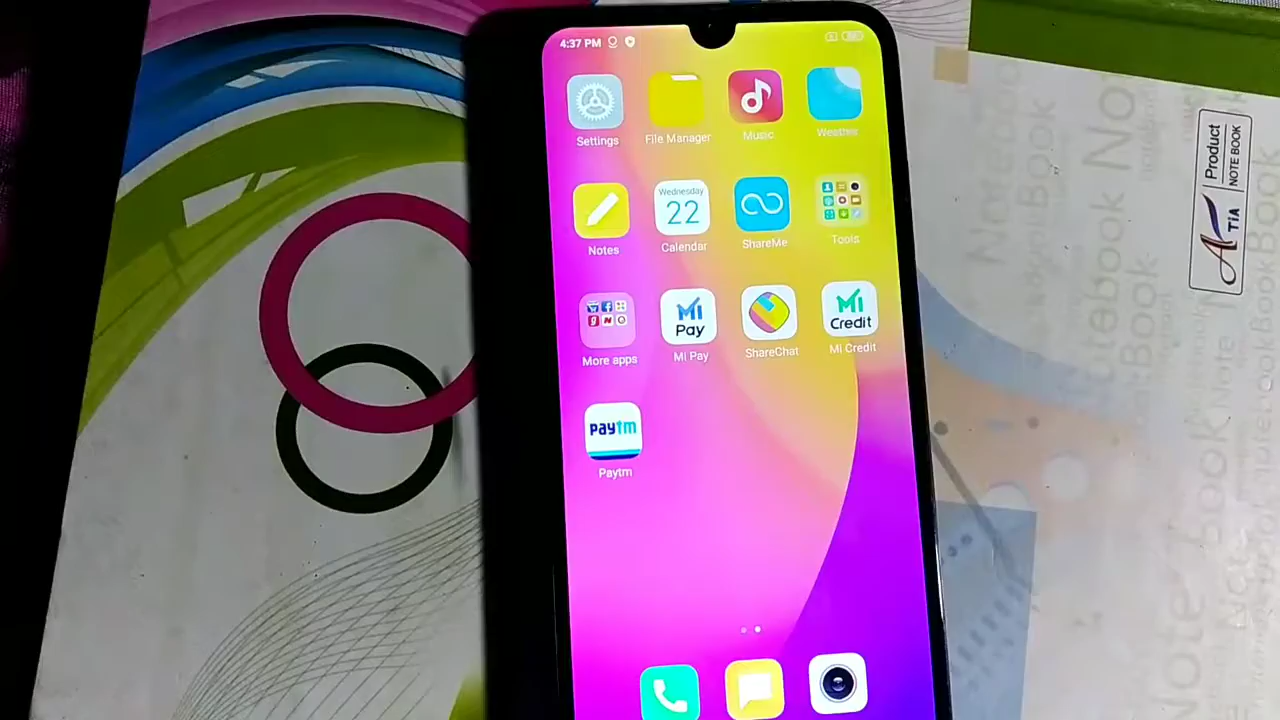 4:37 PM
Settings
File Manager
Music
Weather
Notes
Wednesday
22
Calendar
ShareMe
Tools
More apps
Mi
Pay
Mi Pay
ShareChat
Mi
Credit
Mi Credit
paytm
Paytm
A
TiA
Product
NOTE BOOK